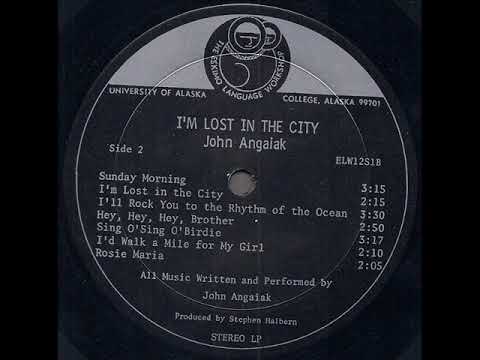 THE ESKIMO LANGUAGE WORKSHOP
UNIVERSITY OF ALASKA
COLLEGE, ALASKA 99701
I'M LOST IN THE CITY
John Angaiak
Side 2
ELW12S1B
Sunday Morning 3:15
I'm Lost in the City 2:15
I'll Rock You to the Rhythm of the Ocean 3:30
Hey, Hey, Hey, Brother 2:50
Sing O'Sing O'Birdie 3:17
I'd Walk a Mile for My Girl 2:10
Rosie Maria 2:05
All Music Written and Performed by
John Angaiak
Produced by Stephen Halbern
STEREO LP